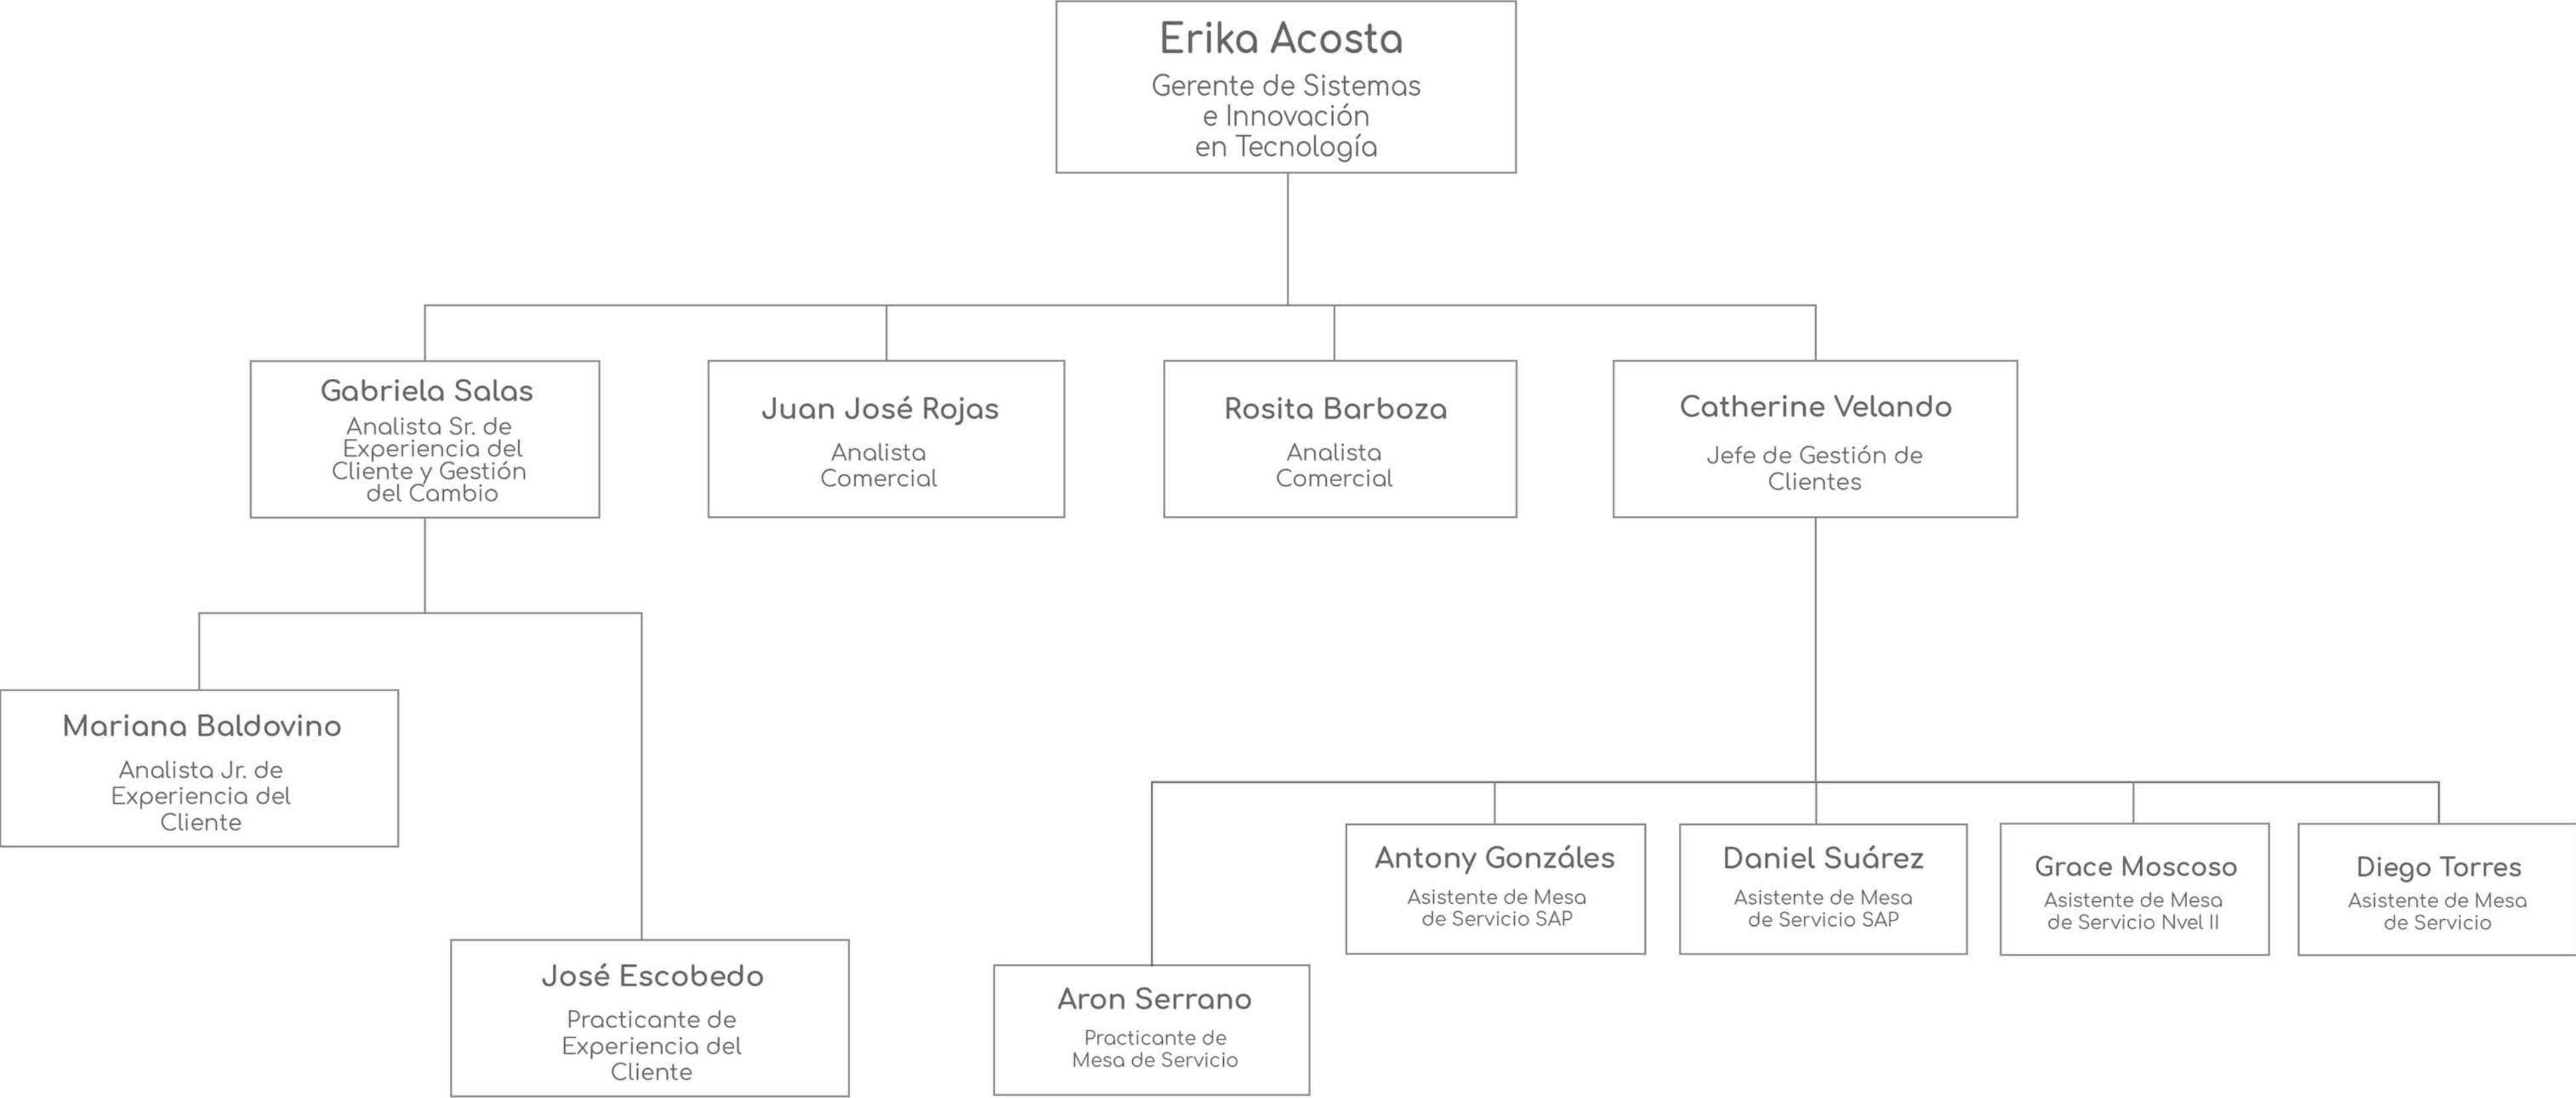 Erika Acosta
Gerente de Sistemas
e Innovación
en Tecnología
Gabriela Salas
Analista Sr. de
Experiencia del
Cliente y Gestión
del Cambio
Juan José Rojas
Analista
Comercial
Rosita Barboza
Analista
Comercial
Catherine Velando
Jefe de Gestión de
Clientes
Mariana Baldovino
Analista Jr. de
Experiencia del
Cliente
José Escobedo
Practicante de
Experiencia del
Cliente
Aron Serrano
Practicante de
Mesa de Servicio
Antony Gonzáles
Asistente de Mesa
de Servicio SAP
Daniel Suárez
Asistente de Mesa
de Servicio SAP
Grace Moscoso
Asistente de Mesa
de Servicio Nvel II
Diego Torres
Asistente de Mesa
de Servicio